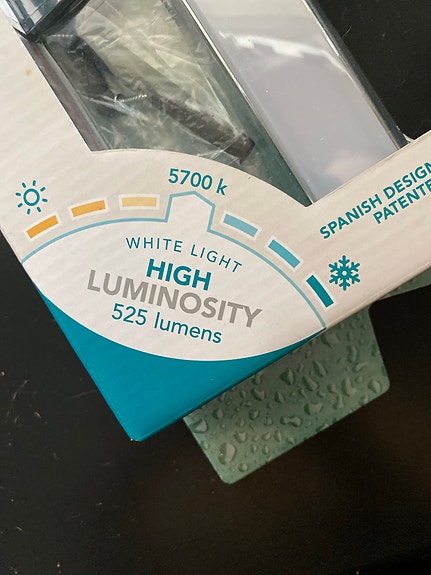 5700 k
WHITE LIGHT
HIGH
LUMINOSITY
525 lumens
SPANISH DESIGN
PATENTE